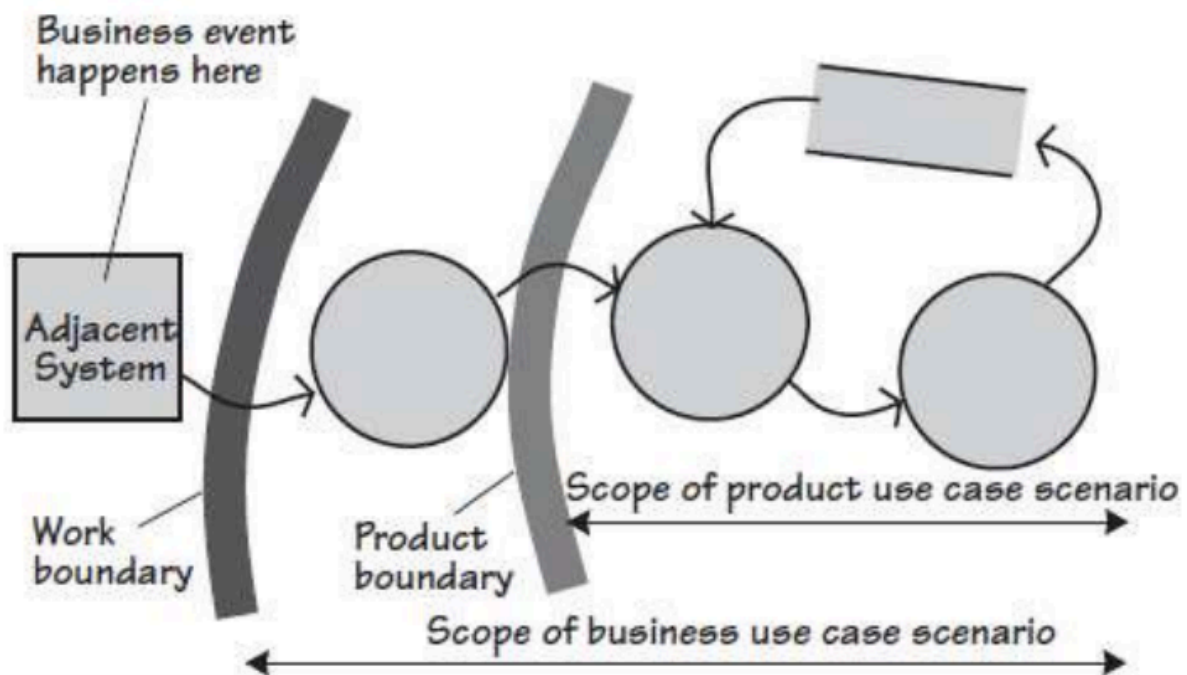 Business event
happens here
Adjacent
System
Scope of product use case scenario
Work
boundary
Product
boundary
Scope of business use case scenario